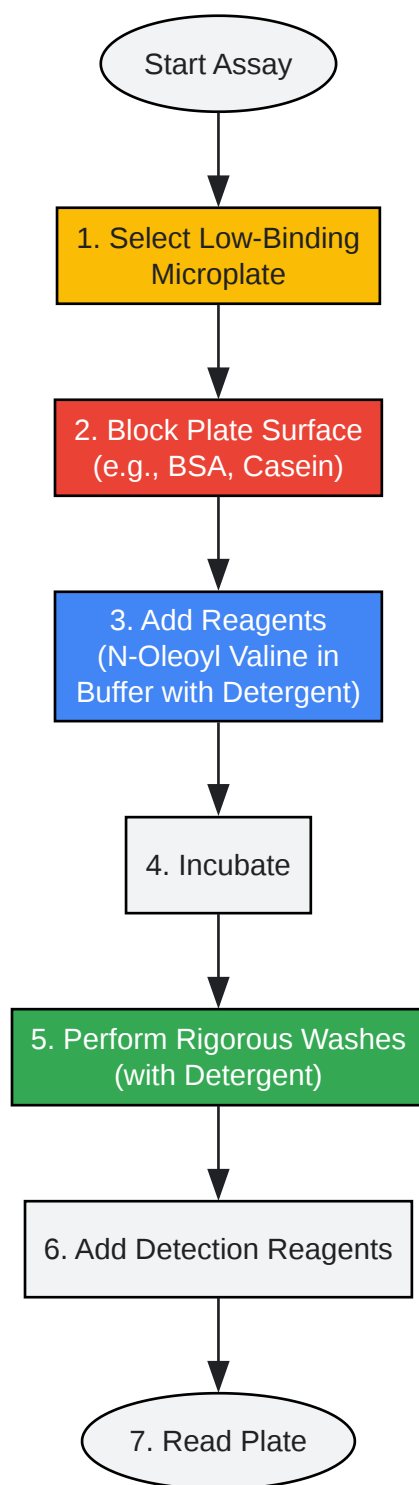 Start Assay
1. Select Low-Binding
Microplate
2. Block Plate Surface
(e.g., BSA, Casein)
3. Add Reagents
(N-Oleoyl Valine in
Buffer with Detergent)
4. Incubate
5. Perform Rigorous Washes
(with Detergent)
6. Add Detection Reagents
7. Read Plate